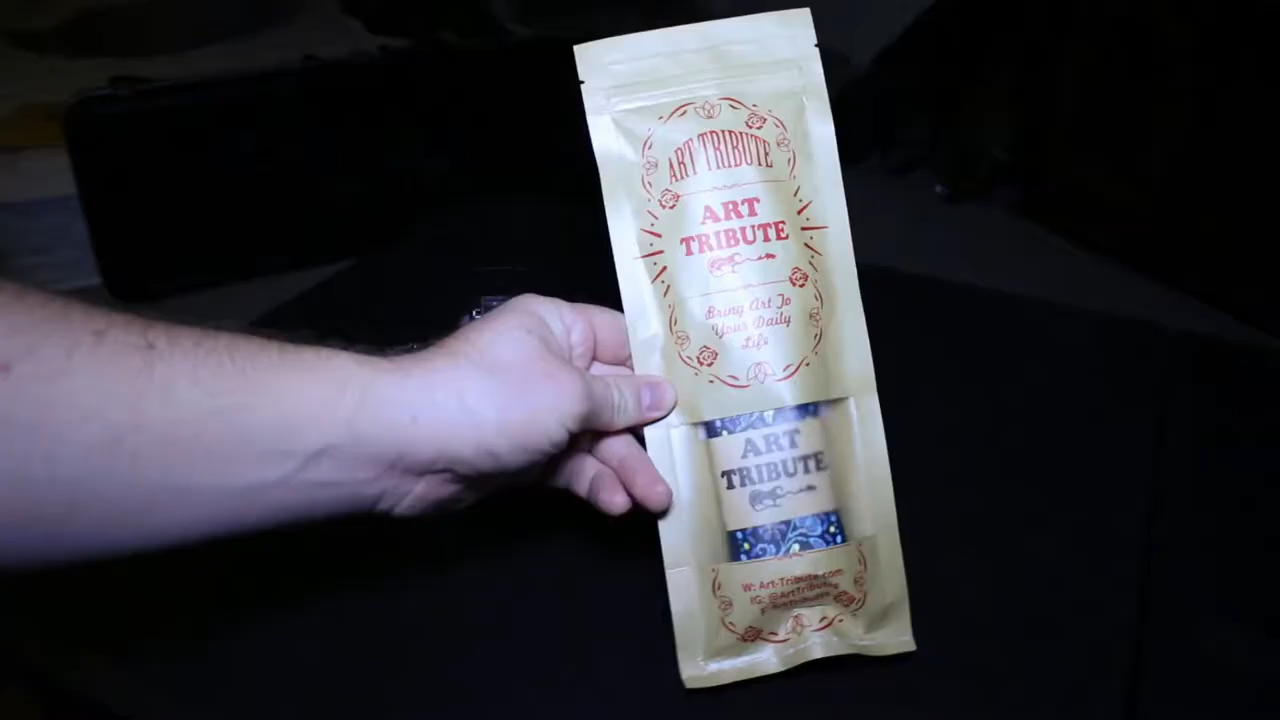 ART TRIBUTE
ART
TRIBUTE
Bring Art To
Your Daily
Life
ART
TRIBUTE
W: Art-Tribute.com
IG: @ArtTribute